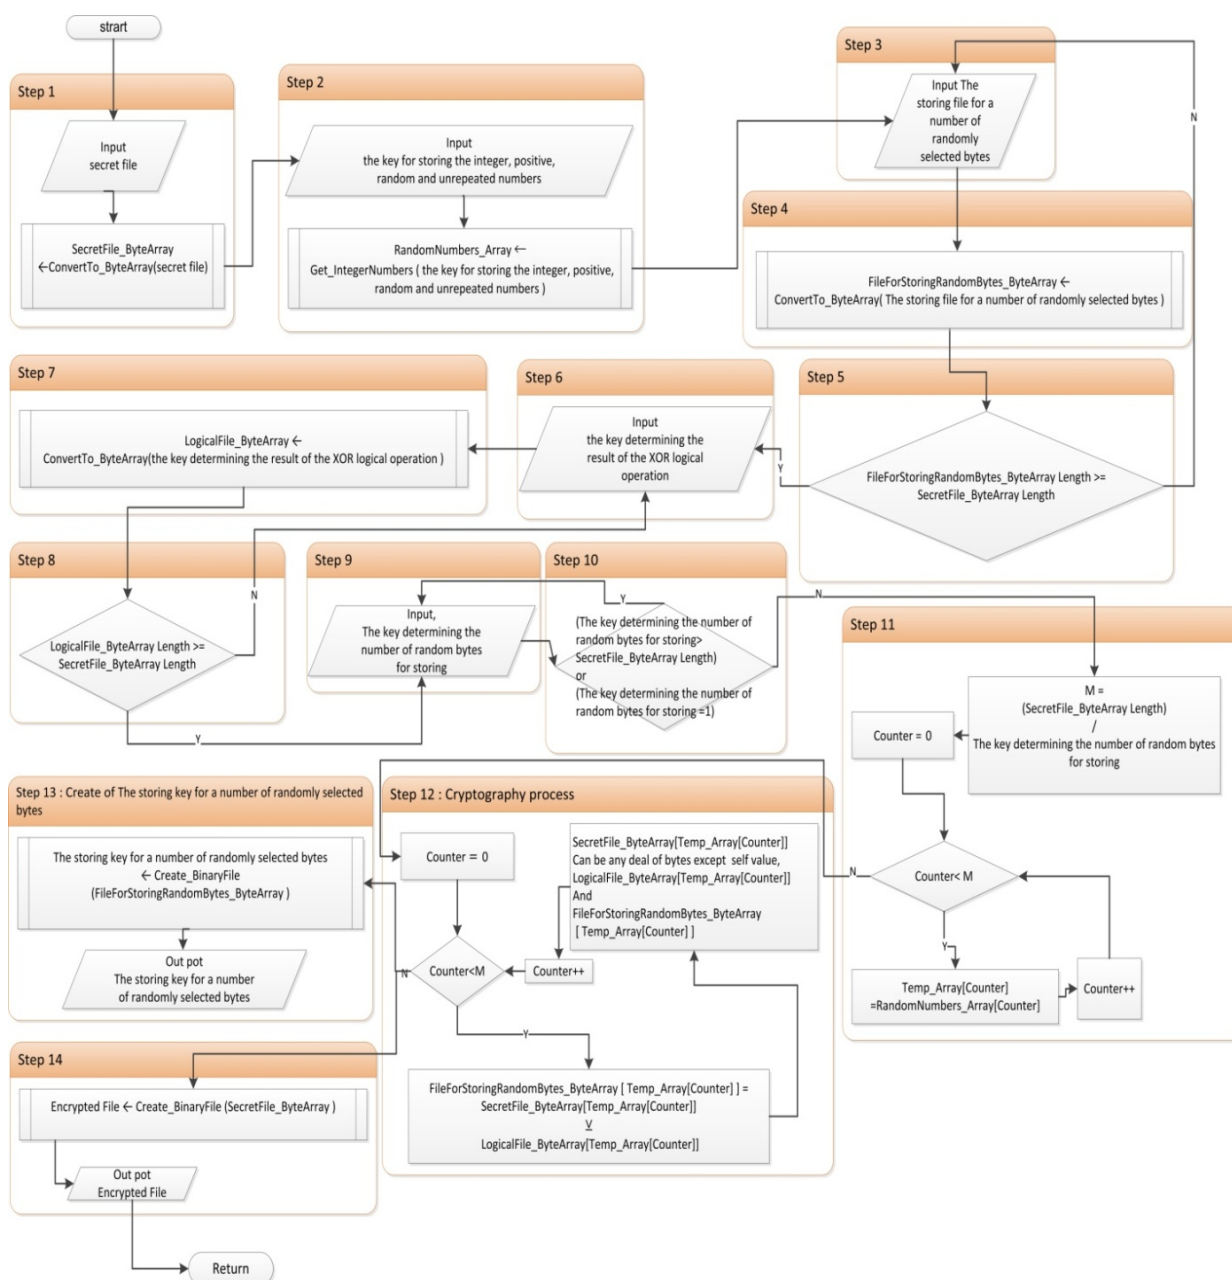 strart
Step 1
Input
secret file
SecretFile_ByteArray
←ConvertTo_ByteArray(secret file)
Step 2
Input
the key for storing the integer, positive,
random and unrepeated numbers
RandomNumbers_Array ←
Get_IntegerNumbers ( the key for storing the integer, positive,
random and unrepeated numbers )
Step 3
Input The
storing file for a
number of
randomly
selected bytes
N
Step 4
FileForStoringRandomBytes_ByteArray ←
ConvertTo_ByteArray( The storing file for a number of randomly selected bytes )
Step 5
FileForStoringRandomBytes_ByteArray Length >=
SecretFile_ByteArray Length
Y
Step 6
Input
the key determining the
result of the XOR logical
operation
Step 7
LogicalFile_ByteArray ←
ConvertTo_ByteArray(the key determining the result of the XOR logical operation )
Step 8
LogicalFile_ByteArray Length >=
SecretFile_ByteArray Length
N
Y
Step 9
Input,
The key determining the
number of random bytes
for storing
Step 10
Y
(The key determining the number of
random bytes for storing>
SecretFile_ByteArray Length)
or
(The key determining the number of
random bytes for storing =1)
N
Step 11
M =
(SecretFile_ByteArray Length)
/
The key determining the number of random bytes
for storing
Counter = 0
Counter< M
N
Y
Temp_Array[Counter]
=RandomNumbers_Array[Counter]
Counter++
Step 12 : Cryptography process
Counter = 0
Counter<M
N
Y
FileForStoringRandomBytes_ByteArray [ Temp_Array[Counter] ] =
SecretFile_ByteArray[Temp_Array[Counter]]
⊻
LogicalFile_ByteArray[Temp_Array[Counter]]
SecretFile_ByteArray[Temp_Array[Counter]]
Can be any deal of bytes except self value,
LogicalFile_ByteArray[Temp_Array[Counter]]
And
FileForStoringRandomBytes_ByteArray
[ Temp_Array[Counter] ]
Counter++
Step 13 : Create of The storing key for a number of randomly selected
bytes
The storing key for a number of randomly selected bytes
← Create_BinaryFile
(FileForStoringRandomBytes_ByteArray )
Out pot
The storing key for a number
of randomly selected bytes
Step 14
Encrypted File ← Create_BinaryFile (SecretFile_ByteArray )
Out pot
Encrypted File
Return